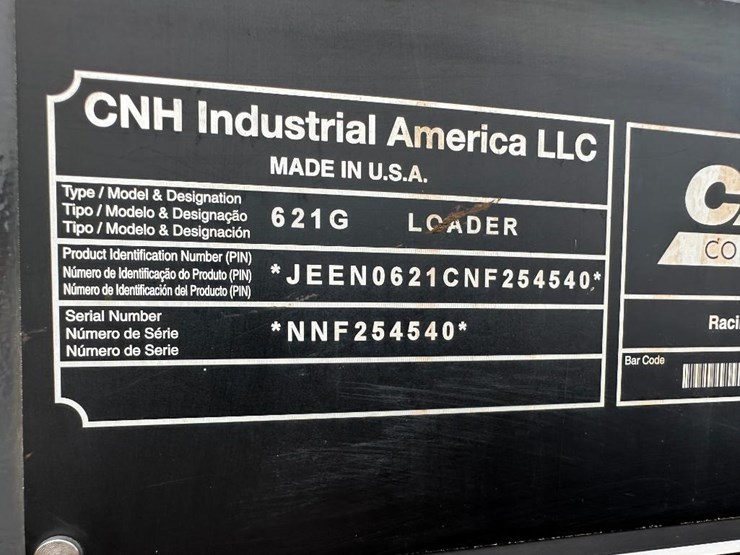 CNH Industrial America LLC
MADE IN U.S.A.
Type / Model & Designation
Tipo / Modelo & Designação
Tipo / Modelo & Designación
621G LOADER
Product Identification Number (PIN)
Número de Identificação do Produto (PIN)
Número de Identificación del Producto (PIN)
*JEEN0621CNF254540*
Serial Number
Número de Série
Número de Serie
*NNF254540*
CO
Raci
Bar Code